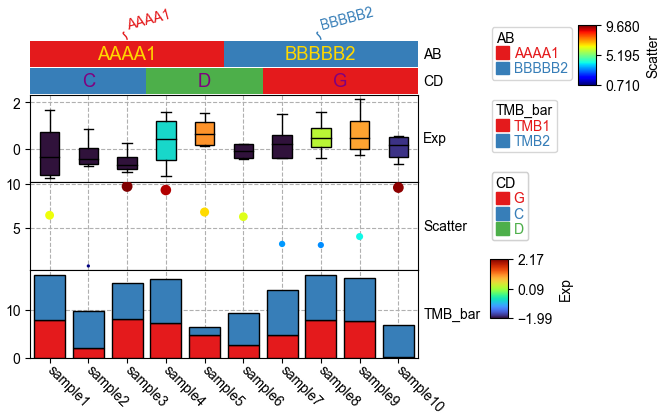 AAAA1
BBBBB2
AAAA1 BBBBB2 AB
C D G CD
2
0
Exp
10
5
Scatter
10
0
TMB_bar
sample1 sample2 sample3 sample4 sample5 sample6 sample7 sample8 sample9 sample10
AB
AAAA1
BBBBB2
9.680
5.195
0.710
Scatter
TMB_bar
TMB1
TMB2
CD
G
C
D
2.17
0.09
−1.99
Exp